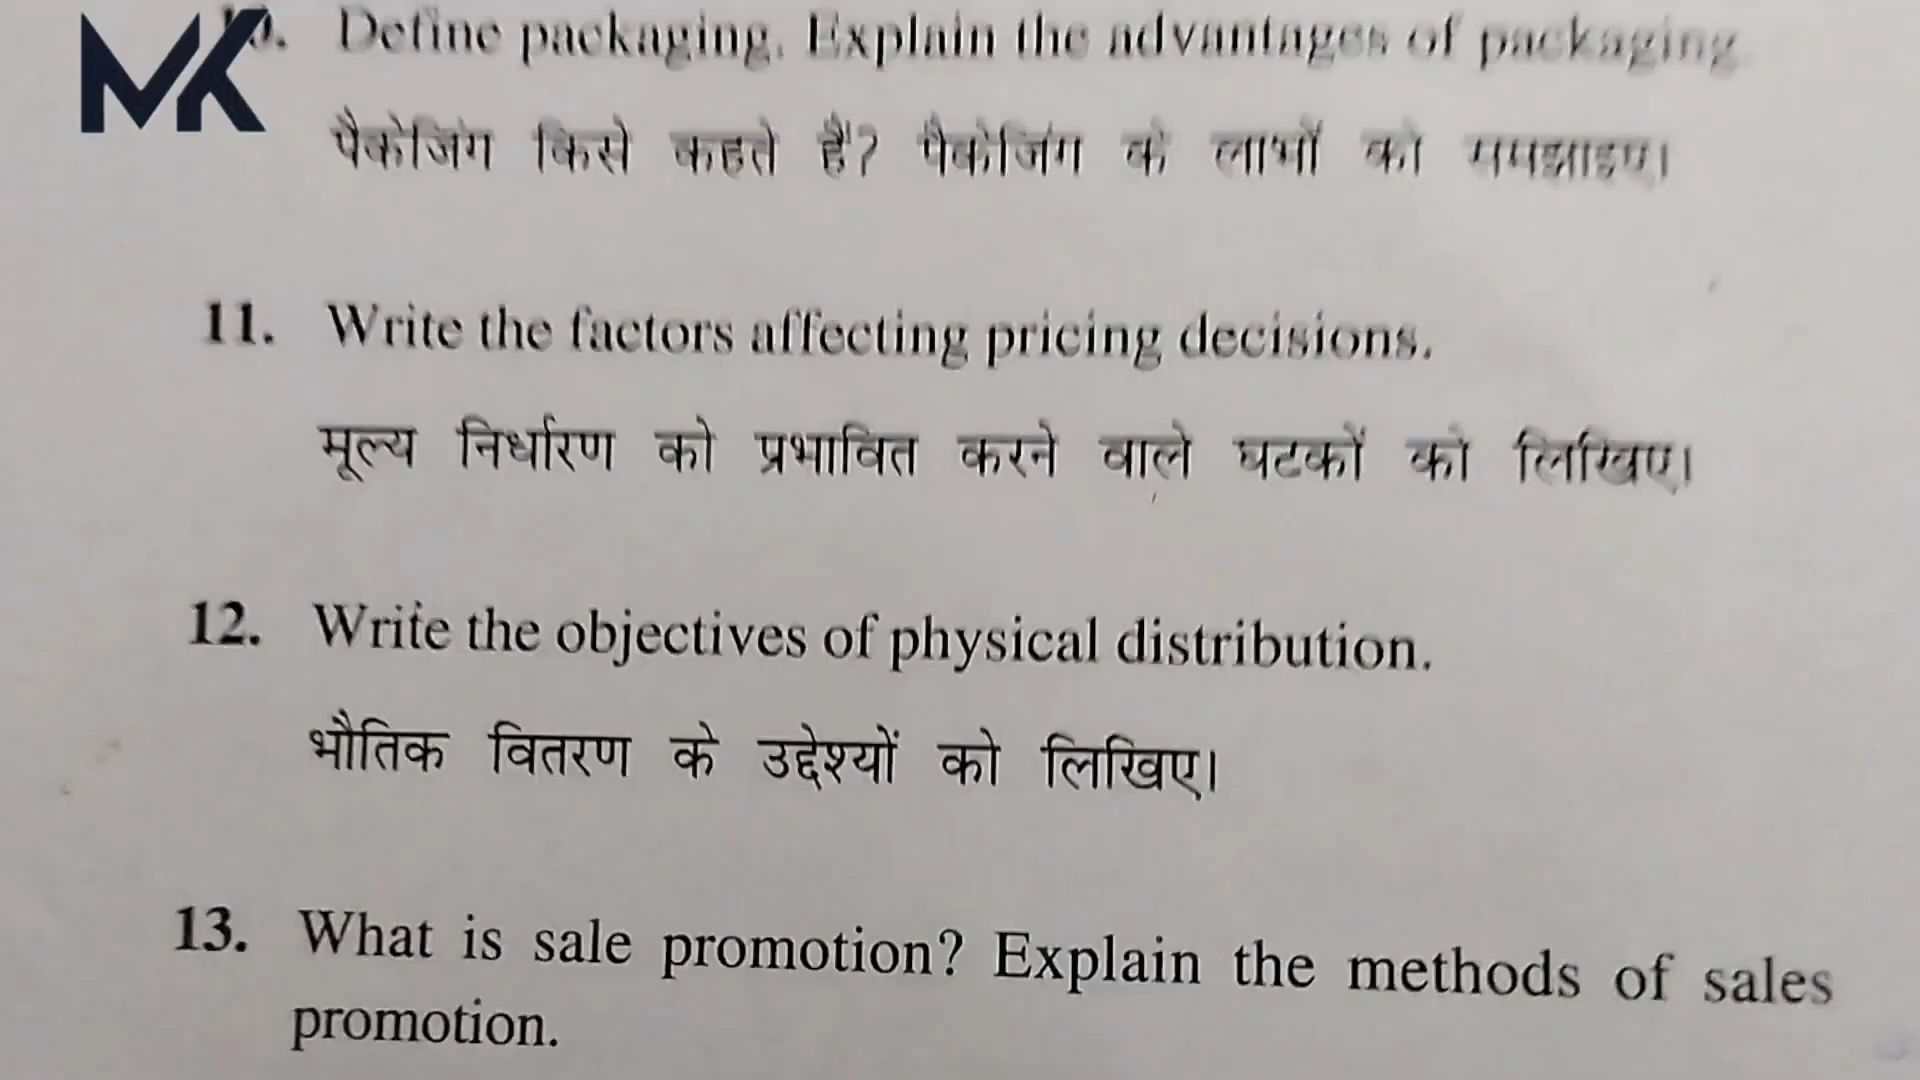 MK
0. Define packaging. Explain the advantages of packaging
पैकेजिंग किसे कहते हैं? पैकेजिंग के लाभों को समझाइए।
11. Write the factors affecting pricing decisions.
मूल्य निर्धारण को प्रभावित करने वाले घटकों को लिखिए।
12. Write the objectives of physical distribution.
भौतिक वितरण के उद्देश्यों को लिखिए।
13. What is sale promotion? Explain the methods of sales
promotion.